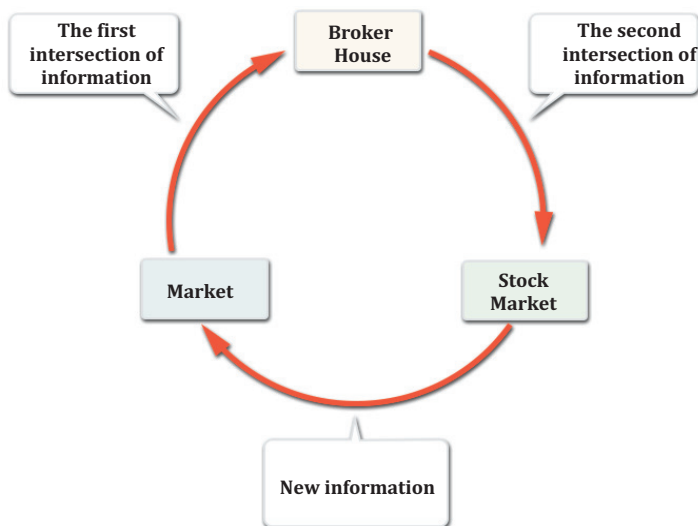 The first
intersection of
information
Broker
House
The second
intersection of
information
Market
Stock
Market
New information